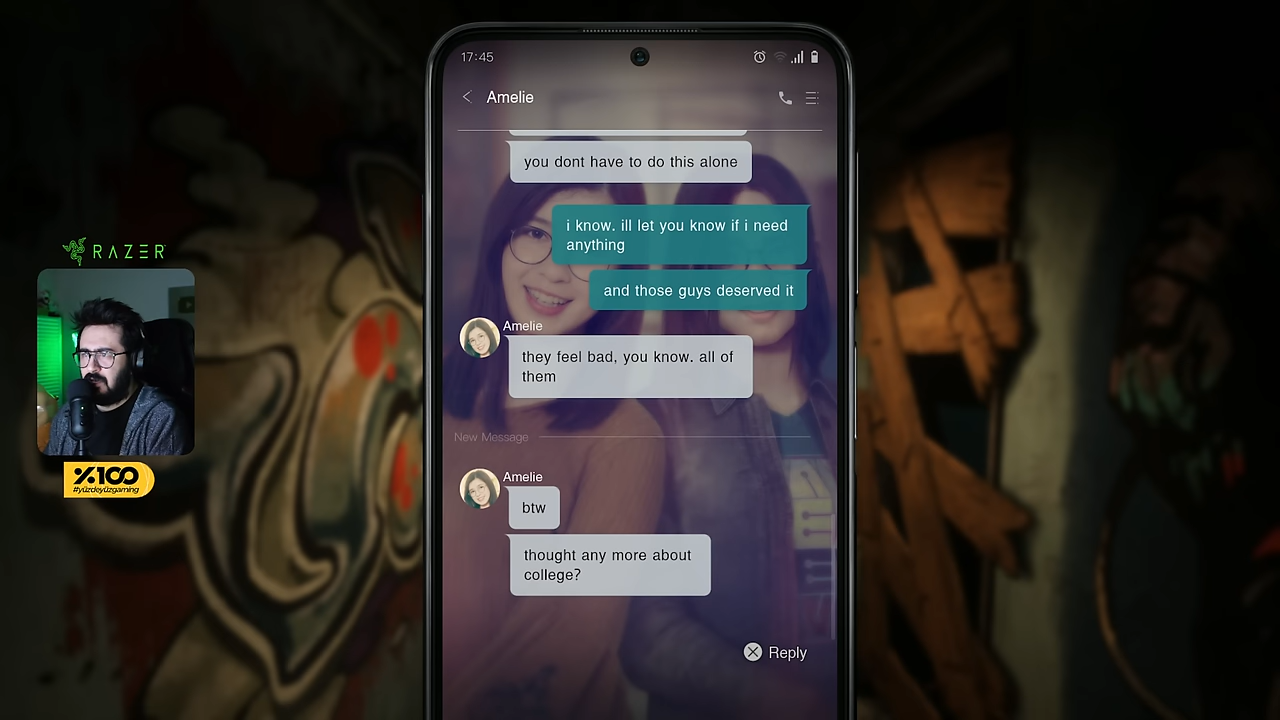 17:45
Amelie
you dont have to do this alone
i know. ill let you know if i need
anything
and those guys deserved it
Amelie
they feel bad, you know. all of
them
New Message
Amelie
btw
thought any more about
college?
Reply
RAZER
%100
#yüzdeyüzgaming